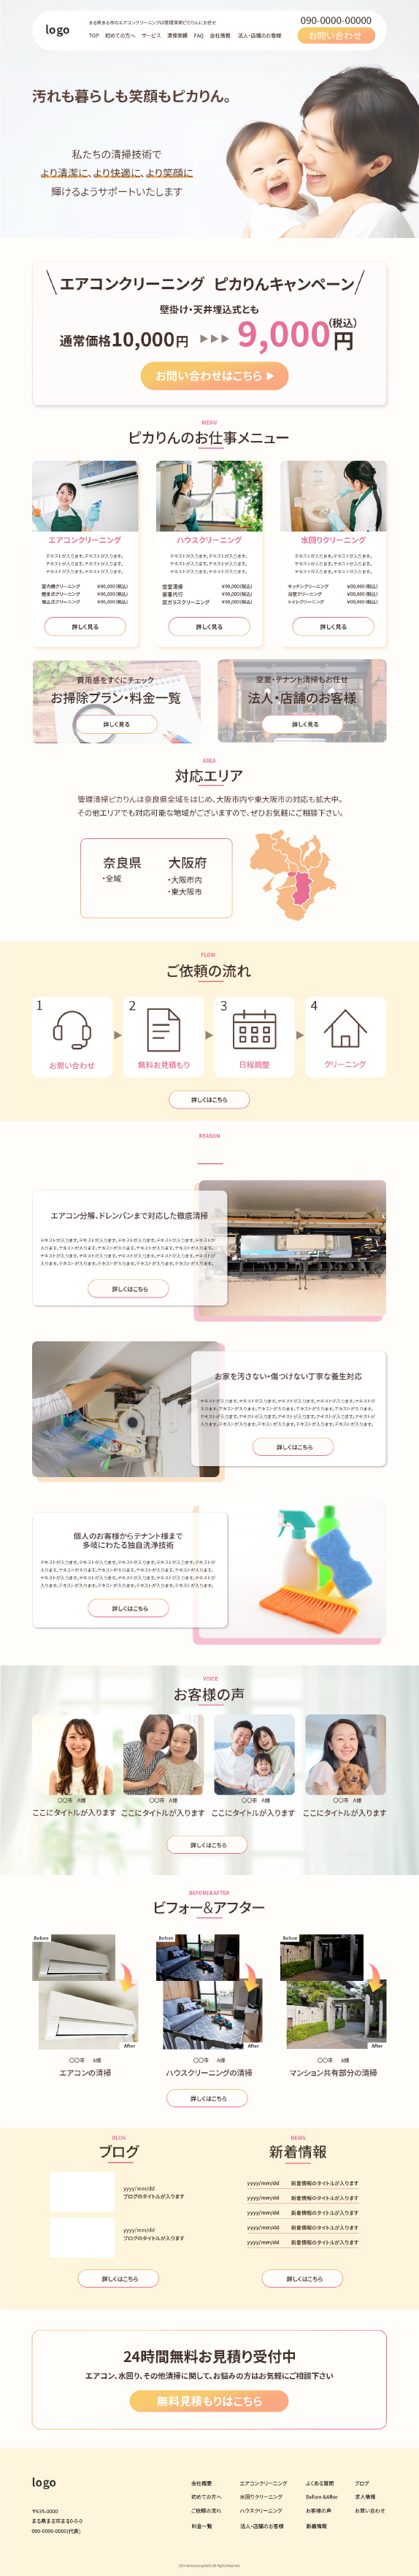 logo
まる県まる市のエアコンクリーニングは管理清掃ピカりんにお任せ
TOP 初めての方へ サービス 清掃実績 FAQ 会社情報 法人・店舗のお客様
090-0000-00000
お問い合わせ
汚れも暮らしも笑顔もピカりん。
私たちの清掃技術で
より清潔に、より快適に、より笑顔に
輝けるようサポートいたします
エアコンクリーニング ピカりんキャンペーン
壁掛け・天井埋込式とも
通常価格10,000円 ▶▶▶ 9,000円(税込)
お問い合わせはこちら ▶
MENU
ピカりんのお仕事メニュー
エアコンクリーニング
テキストが入ります。テキストが入ります。
テキストが入ります。テキストが入ります。
テキストが入ります。テキストが入ります。
室内機クリーニング ¥00,000(税込)
壁掛式クリーニング ¥00,000(税込)
埋込式クリーニング ¥00,000(税込)
詳しく見る
ハウスクリーニング
テキストが入ります。テキストが入ります。
テキストが入ります。テキストが入ります。
テキストが入ります。テキストが入ります。
空室清掃 ¥00,000(税込)
家事代行 ¥00,000(税込)
窓ガラスクリーニング ¥00,000(税込)
詳しく見る
水回りクリーニング
テキストが入ります。テキストが入ります。
テキストが入ります。テキストが入ります。
テキストが入ります。テキストが入ります。
キッチンクリーニング ¥00,000(税込)
浴室クリーニング ¥00,000(税込)
トイレクリーニング ¥00,000(税込)
詳しく見る
費用感をすぐにチェック
お掃除プラン・料金一覧
詳しく見る
空室・テナント清掃もお任せ
法人・店舗のお客様
詳しく見る
AREA
対応エリア
管理清掃ピカりんは奈良県全域をはじめ、大阪市内や東大阪市の対応も拡大中。
その他エリアでも対応可能な地域がございますので、ぜひお気軽にご相談下さい。
奈良県
・全域
大阪府
・大阪市内
・東大阪市
FLOW
ご依頼の流れ
1
お問い合わせ
2
無料お見積もり
3
日程調整
4
クリーニング
詳しくはこちら
REASON
エアコン分解、ドレンパンまで対応した徹底清掃
テキストが入ります。テキストが入ります。テキストが入ります。テキストが入ります。テキストが
入ります。テキストが入ります。テキストが入ります。テキストが入ります。テキストが入ります。
テキストが入ります。テキストが入ります。テキストが入ります。テキストが入ります。テキストが
入ります。テキストが入ります。テキストが入ります。テキストが入ります。テキストが入ります。
詳しくはこちら
お家を汚さない・傷つけない丁寧な養生対応
テキストが入ります。テキストが入ります。テキストが入ります。テキストが入ります。テキストが
入ります。テキストが入ります。テキストが入ります。テキストが入ります。テキストが入ります。
テキストが入ります。テキストが入ります。テキストが入ります。テキストが入ります。テキストが
入ります。テキストが入ります。テキストが入ります。テキストが入ります。テキストが入ります。
詳しくはこちら
個人のお客様からテナント様まで
多岐にわたる独自洗浄技術
テキストが入ります。テキストが入ります。テキストが入ります。テキストが入ります。テキストが
入ります。テキストが入ります。テキストが入ります。テキストが入ります。テキストが入ります。
テキストが入ります。テキストが入ります。テキストが入ります。テキストが入ります。テキストが
入ります。テキストが入ります。テキストが入ります。テキストが入ります。テキストが入ります。
詳しくはこちら
VOICE
お客様の声
〇〇市 A様
ここにタイトルが入ります
〇〇市 A様
ここにタイトルが入ります
〇〇市 A様
ここにタイトルが入ります
〇〇市 A様
ここにタイトルが入ります
詳しくはこちら
BEFORE&AFTER
ビフォー&アフター
Before
After
〇〇市 A様
エアコンの清掃
Before
After
〇〇市 A様
ハウスクリーニングの清掃
Before
After
〇〇市 A様
マンション共有部分の清掃
詳しくはこちら
BLOG
ブログ
yyyy/mm/dd
ブログのタイトルが入ります
yyyy/mm/dd
ブログのタイトルが入ります
詳しくはこちら
NEWS
新着情報
yyyy/mm/dd 新着情報のタイトルが入ります
yyyy/mm/dd 新着情報のタイトルが入ります
yyyy/mm/dd 新着情報のタイトルが入ります
yyyy/mm/dd 新着情報のタイトルが入ります
yyyy/mm/dd 新着情報のタイトルが入ります
詳しくはこちら
24時間無料お見積り受付中
エアコン、水回り、その他清掃に関して、お悩みの方はお気軽にご相談下さい
無料見積もりはこちら
logo
〒635-0000
まる県まる市まる0-0-0
090-0000-0000(代表)
会社概要 エアコンクリーニング よくある質問 ブログ
初めての方へ 水回りクリーニング Before &After 求人情報
ご依頼の流れ ハウスクリーニング お客様の声 お問い合わせ
料金一覧 法人・店舗のお客様 新着情報